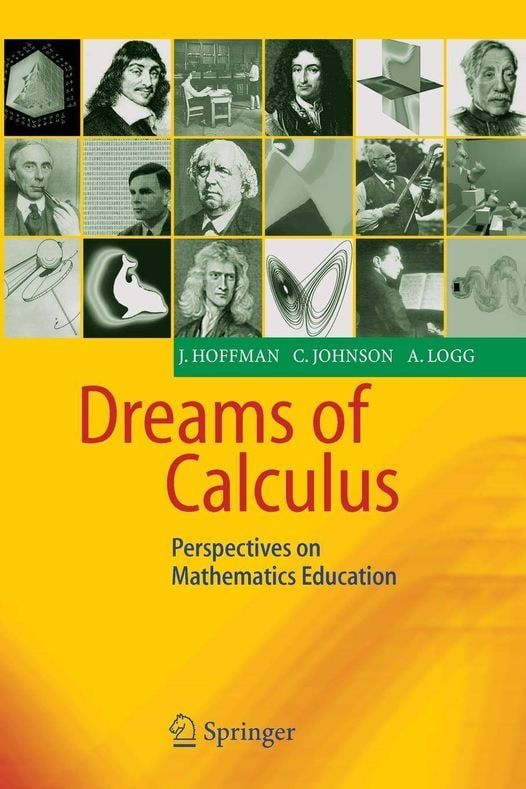 J. HOFFMAN C. JOHNSON A. LOGG
Dreams of
Calculus
Perspectives on
Mathematics Education
Springer